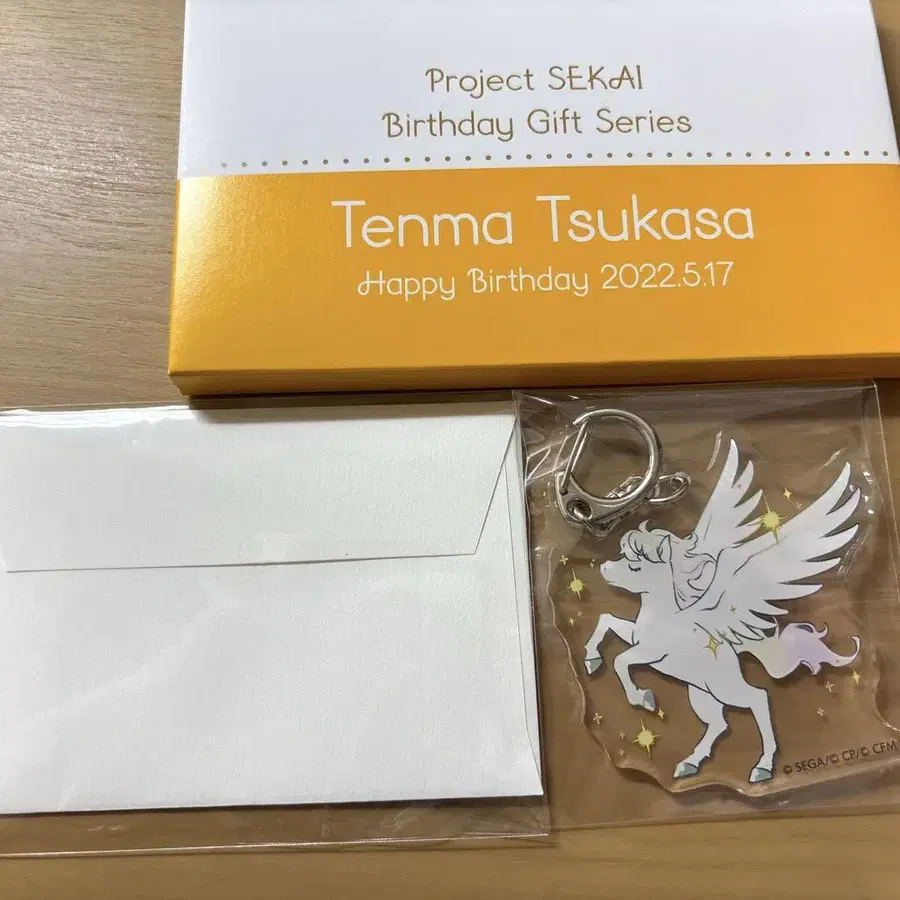 Project SEKAI
Birthday Gift Series
Tenma Tsukasa
Happy Birthday 2022.5.17
© SEGA/© CP/© CFM